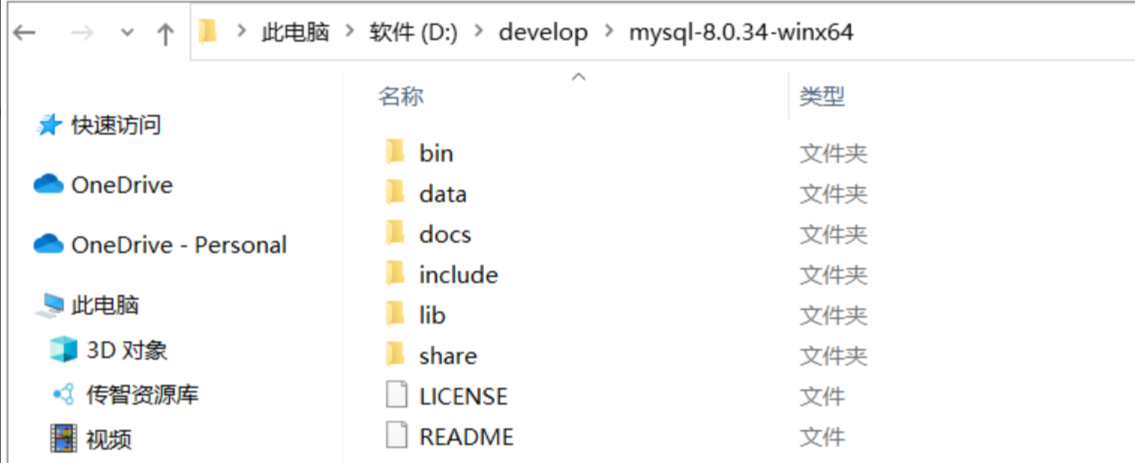 此电脑 > 软件 (D:) > develop > mysql-8.0.34-winx64
名称 类型
快速访问
OneDrive
OneDrive - Personal
此电脑
3D 对象
传智资源库
视频
bin 文件夹
data 文件夹
docs 文件夹
include 文件夹
lib 文件夹
share 文件夹
LICENSE 文件
README 文件